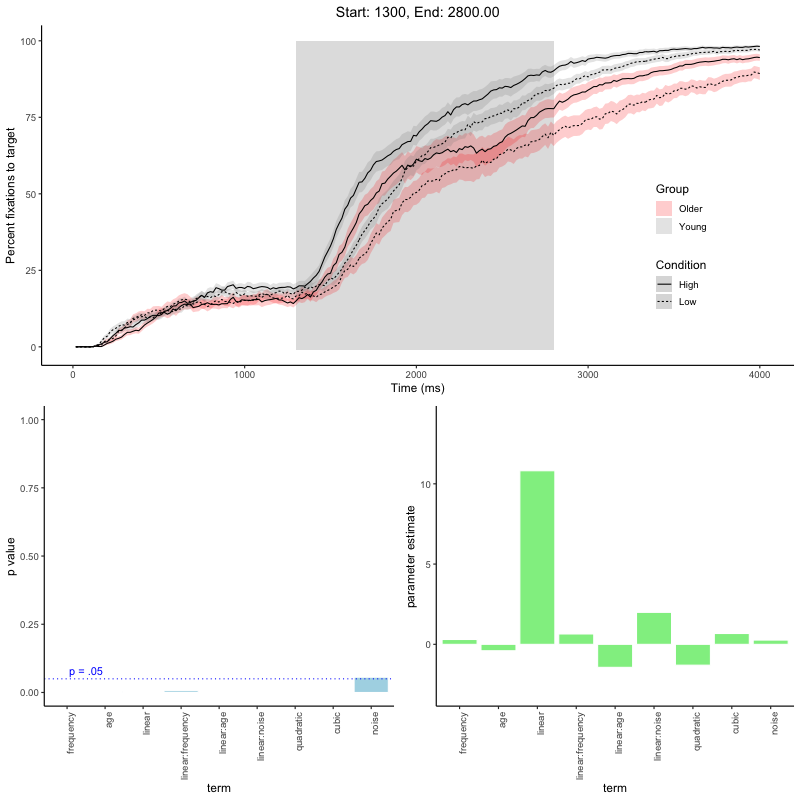 Start: 1300, End: 2800.00
Percent fixations to target
100
75
50
25
0
0 1000 2000 3000 4000
Time (ms)
Group
Older
Young
Condition
High
Low
p value
1.00
0.75
0.50
0.25
0.00
p = .05
frequency
age
linear
linear:frequency
linear:age
linear:noise
quadratic
cubic
noise
term
parameter estimate
10
5
0
frequency
age
linear
linear:frequency
linear:age
linear:noise
quadratic
cubic
noise
term